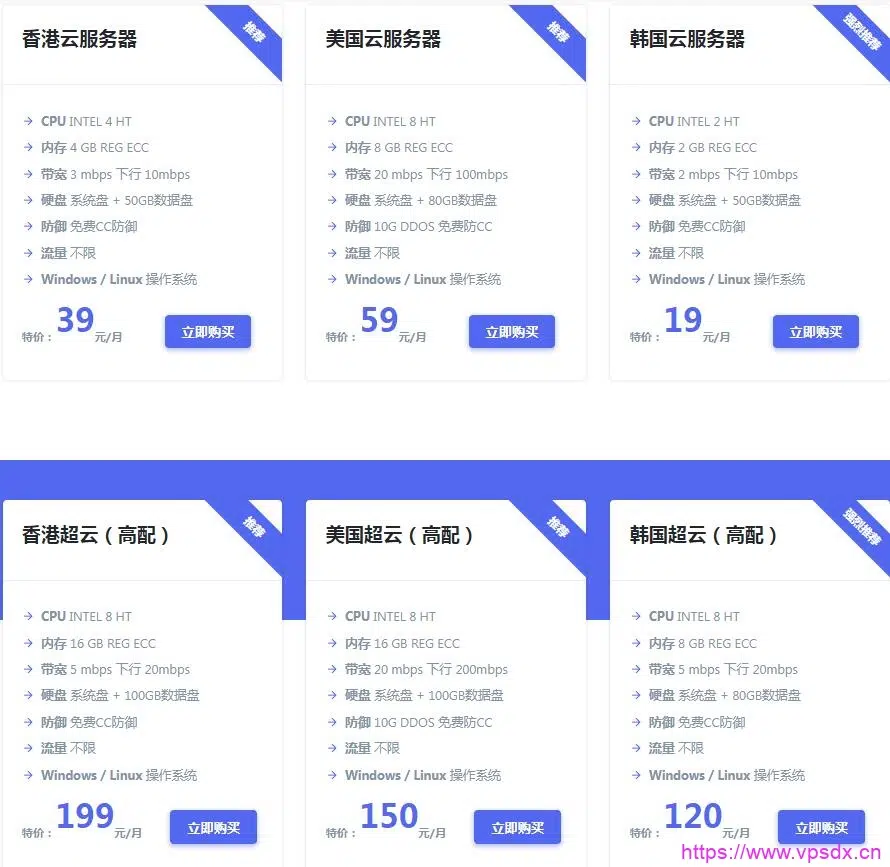 香港云服务器
推荐
CPU INTEL 4 HT
内存 4 GB REG ECC
带宽 3 mbps 下行 10mbps
硬盘 系统盘 + 50GB数据盘
防御 免费CC防御
流量 不限
Windows / Linux 操作系统
特价：39元/月
立即购买
美国云服务器
推荐
CPU INTEL 8 HT
内存 8 GB REG ECC
带宽 20 mbps 下行 100mbps
硬盘 系统盘 + 80GB数据盘
防御 10G DDOS 免费防CC
流量 不限
Windows / Linux 操作系统
特价：59元/月
立即购买
韩国云服务器
强烈推荐
CPU INTEL 2 HT
内存 2 GB REG ECC
带宽 2 mbps 下行 10mbps
硬盘 系统盘 + 50GB数据盘
防御 免费CC防御
流量 不限
Windows / Linux 操作系统
特价：19元/月
立即购买
香港超云（高配）
推荐
CPU INTEL 8 HT
内存 16 GB REG ECC
带宽 5 mbps 下行 20mbps
硬盘 系统盘 + 100GB数据盘
防御 免费CC防御
流量 不限
Windows / Linux 操作系统
特价：199元/月
立即购买
美国超云（高配）
推荐
CPU INTEL 8 HT
内存 16 GB REG ECC
带宽 20 mbps 下行 200mbps
硬盘 系统盘 + 100GB数据盘
防御 10G DDOS 免费防CC
流量 不限
Windows / Linux 操作系统
特价：150元/月
立即购买
韩国超云（高配）
强烈推荐
CPU INTEL 8 HT
内存 8 GB REG ECC
带宽 5 mbps 下行 20mbps
硬盘 系统盘 + 80GB数据盘
防御 免费CC防御
流量 不限
Windows / Linux 操作系统
特价：120元/月
立即购买
https://www.vpsdx.cn